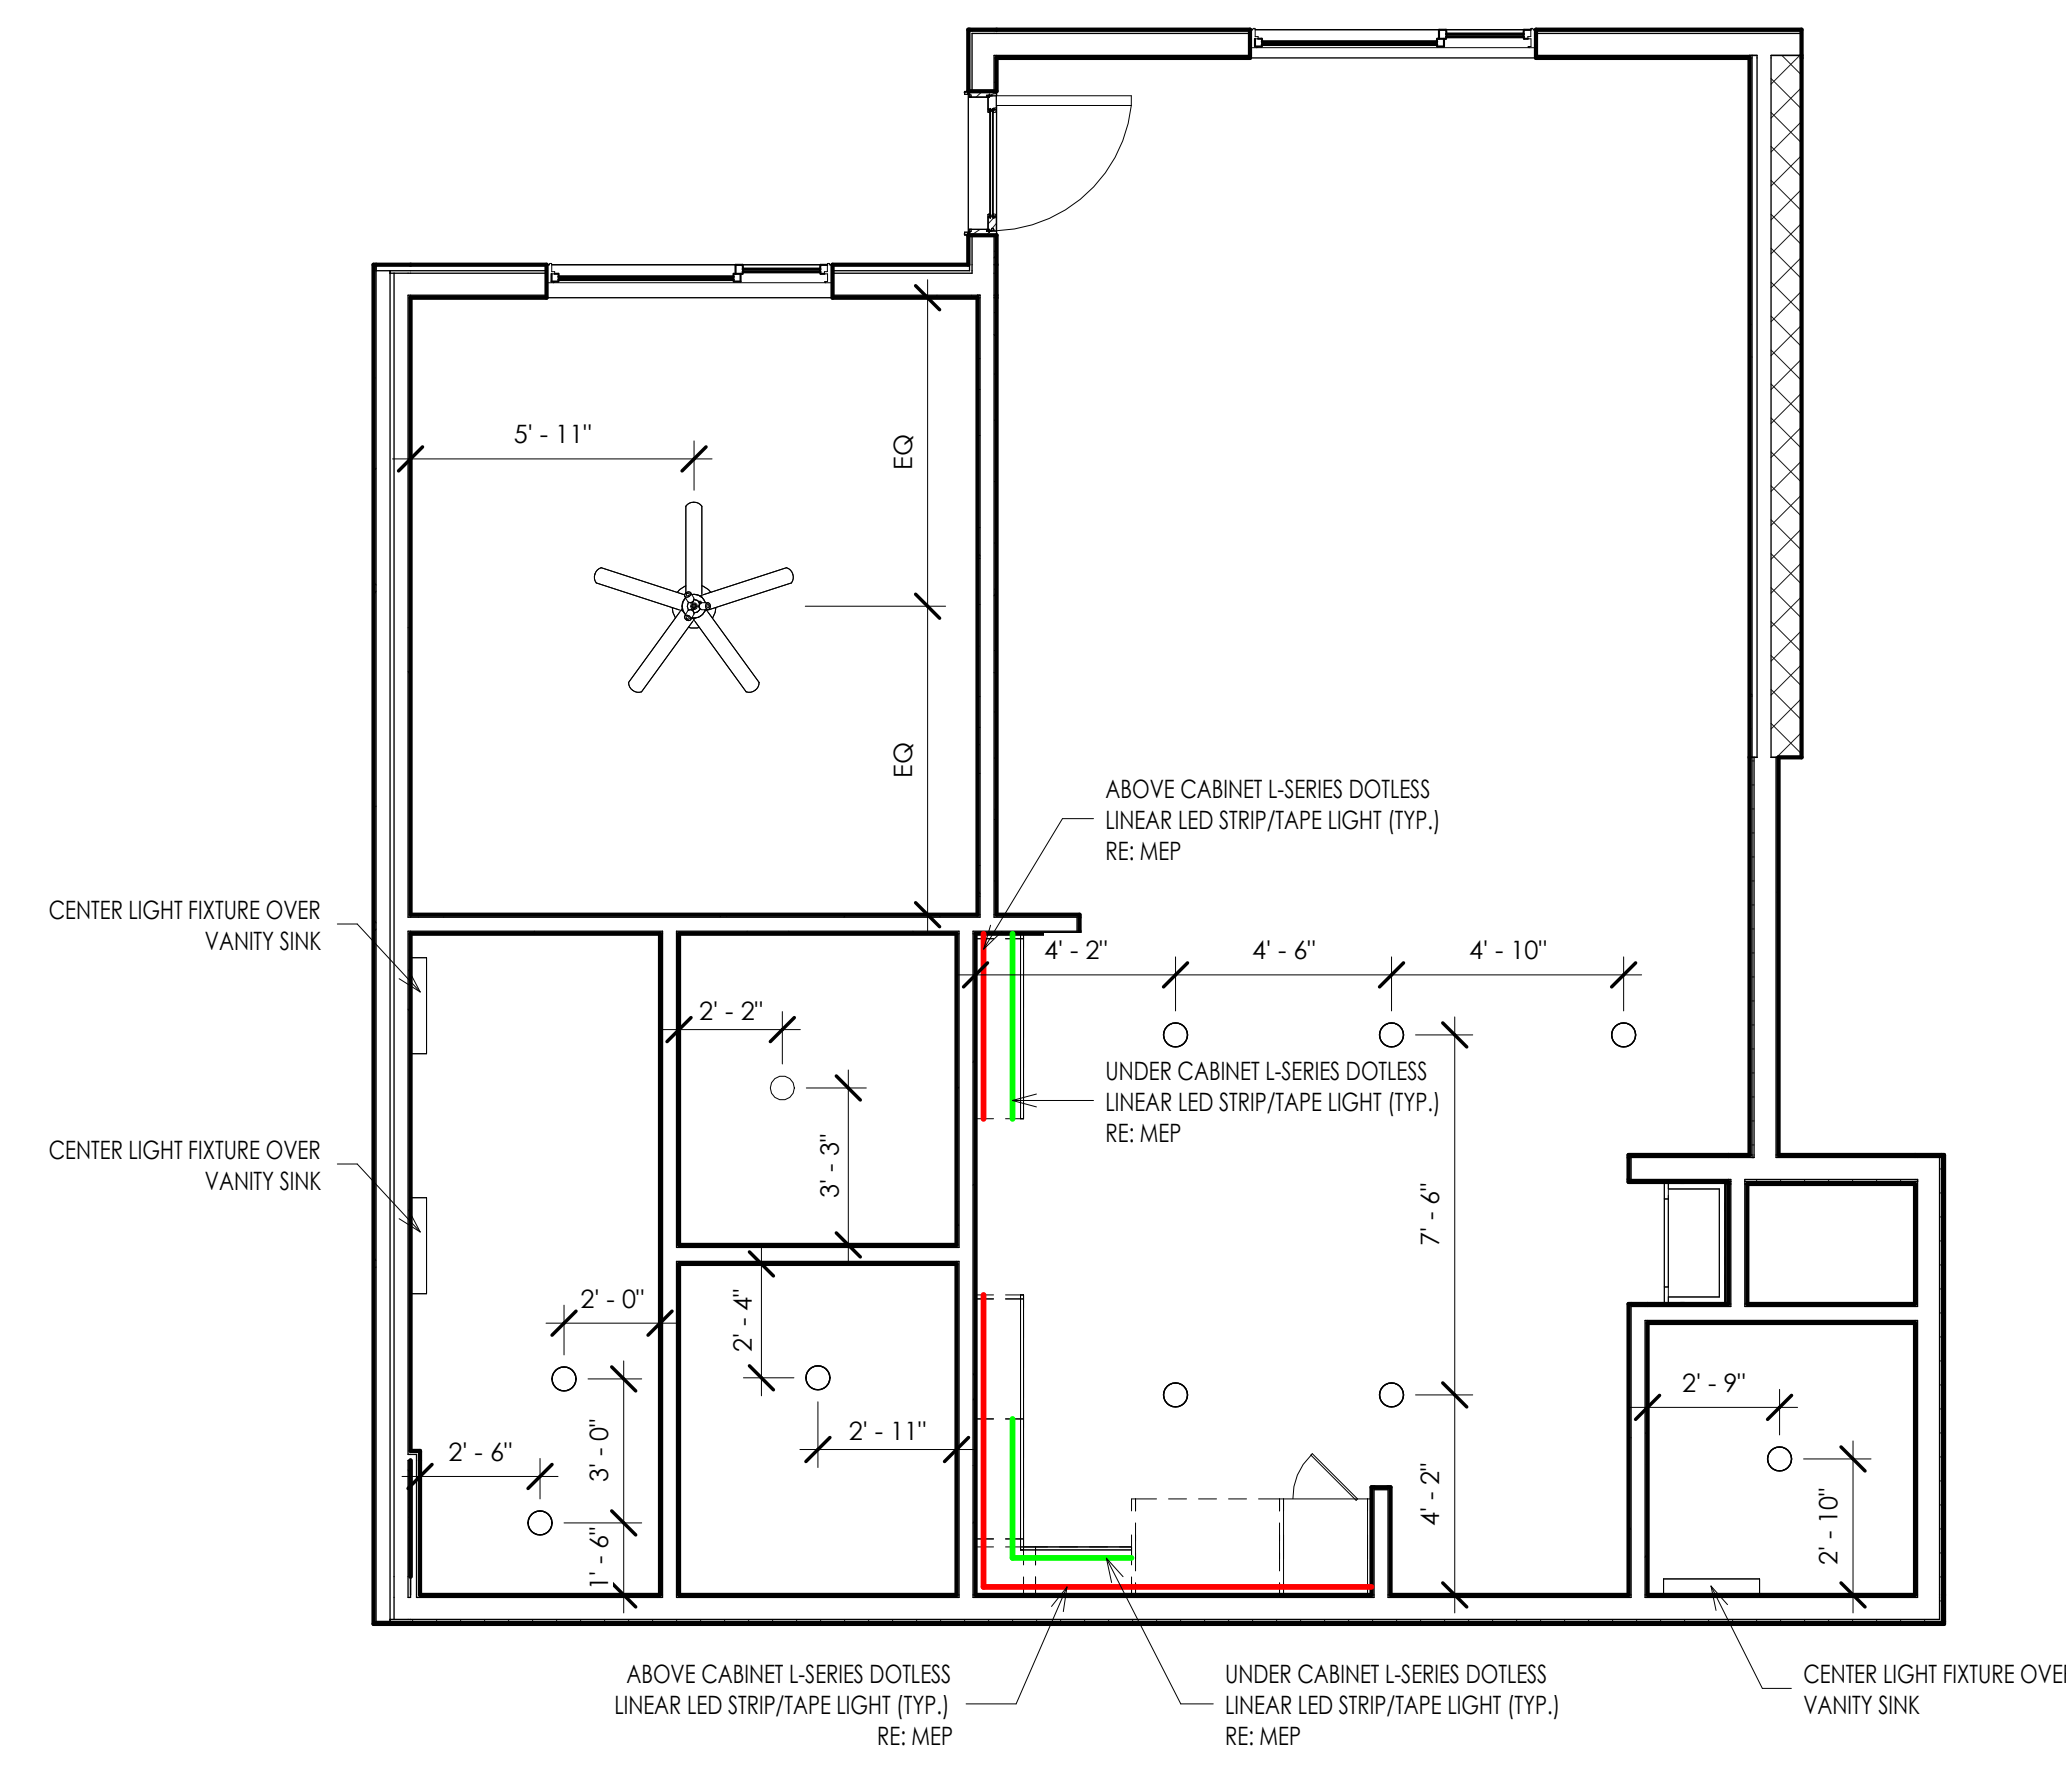 5' - 11"
EQ
EQ
ABOVE CABINET L-SERIES DOTLESS
LINEAR LED STRIP/TAPE LIGHT (TYP.)
RE: MEP
CENTER LIGHT FIXTURE OVER
VANITY SINK
4' - 2"
4' - 6"
4' - 10"
2' - 2"
UNDER CABINET L-SERIES DOTLESS
LINEAR LED STRIP/TAPE LIGHT (TYP.)
RE: MEP
CENTER LIGHT FIXTURE OVER
VANITY SINK
3' - 3"
7' - 6"
2' - 0"
2' - 4"
2' - 9"
2' - 11"
2' - 6"
3' - 0"
4' - 2"
2' - 10"
1' - 6"
ABOVE CABINET L-SERIES DOTLESS
LINEAR LED STRIP/TAPE LIGHT (TYP.)
RE: MEP
UNDER CABINET L-SERIES DOTLESS
LINEAR LED STRIP/TAPE LIGHT (TYP.)
RE: MEP
CENTER LIGHT FIXTURE OVER
VANITY SINK